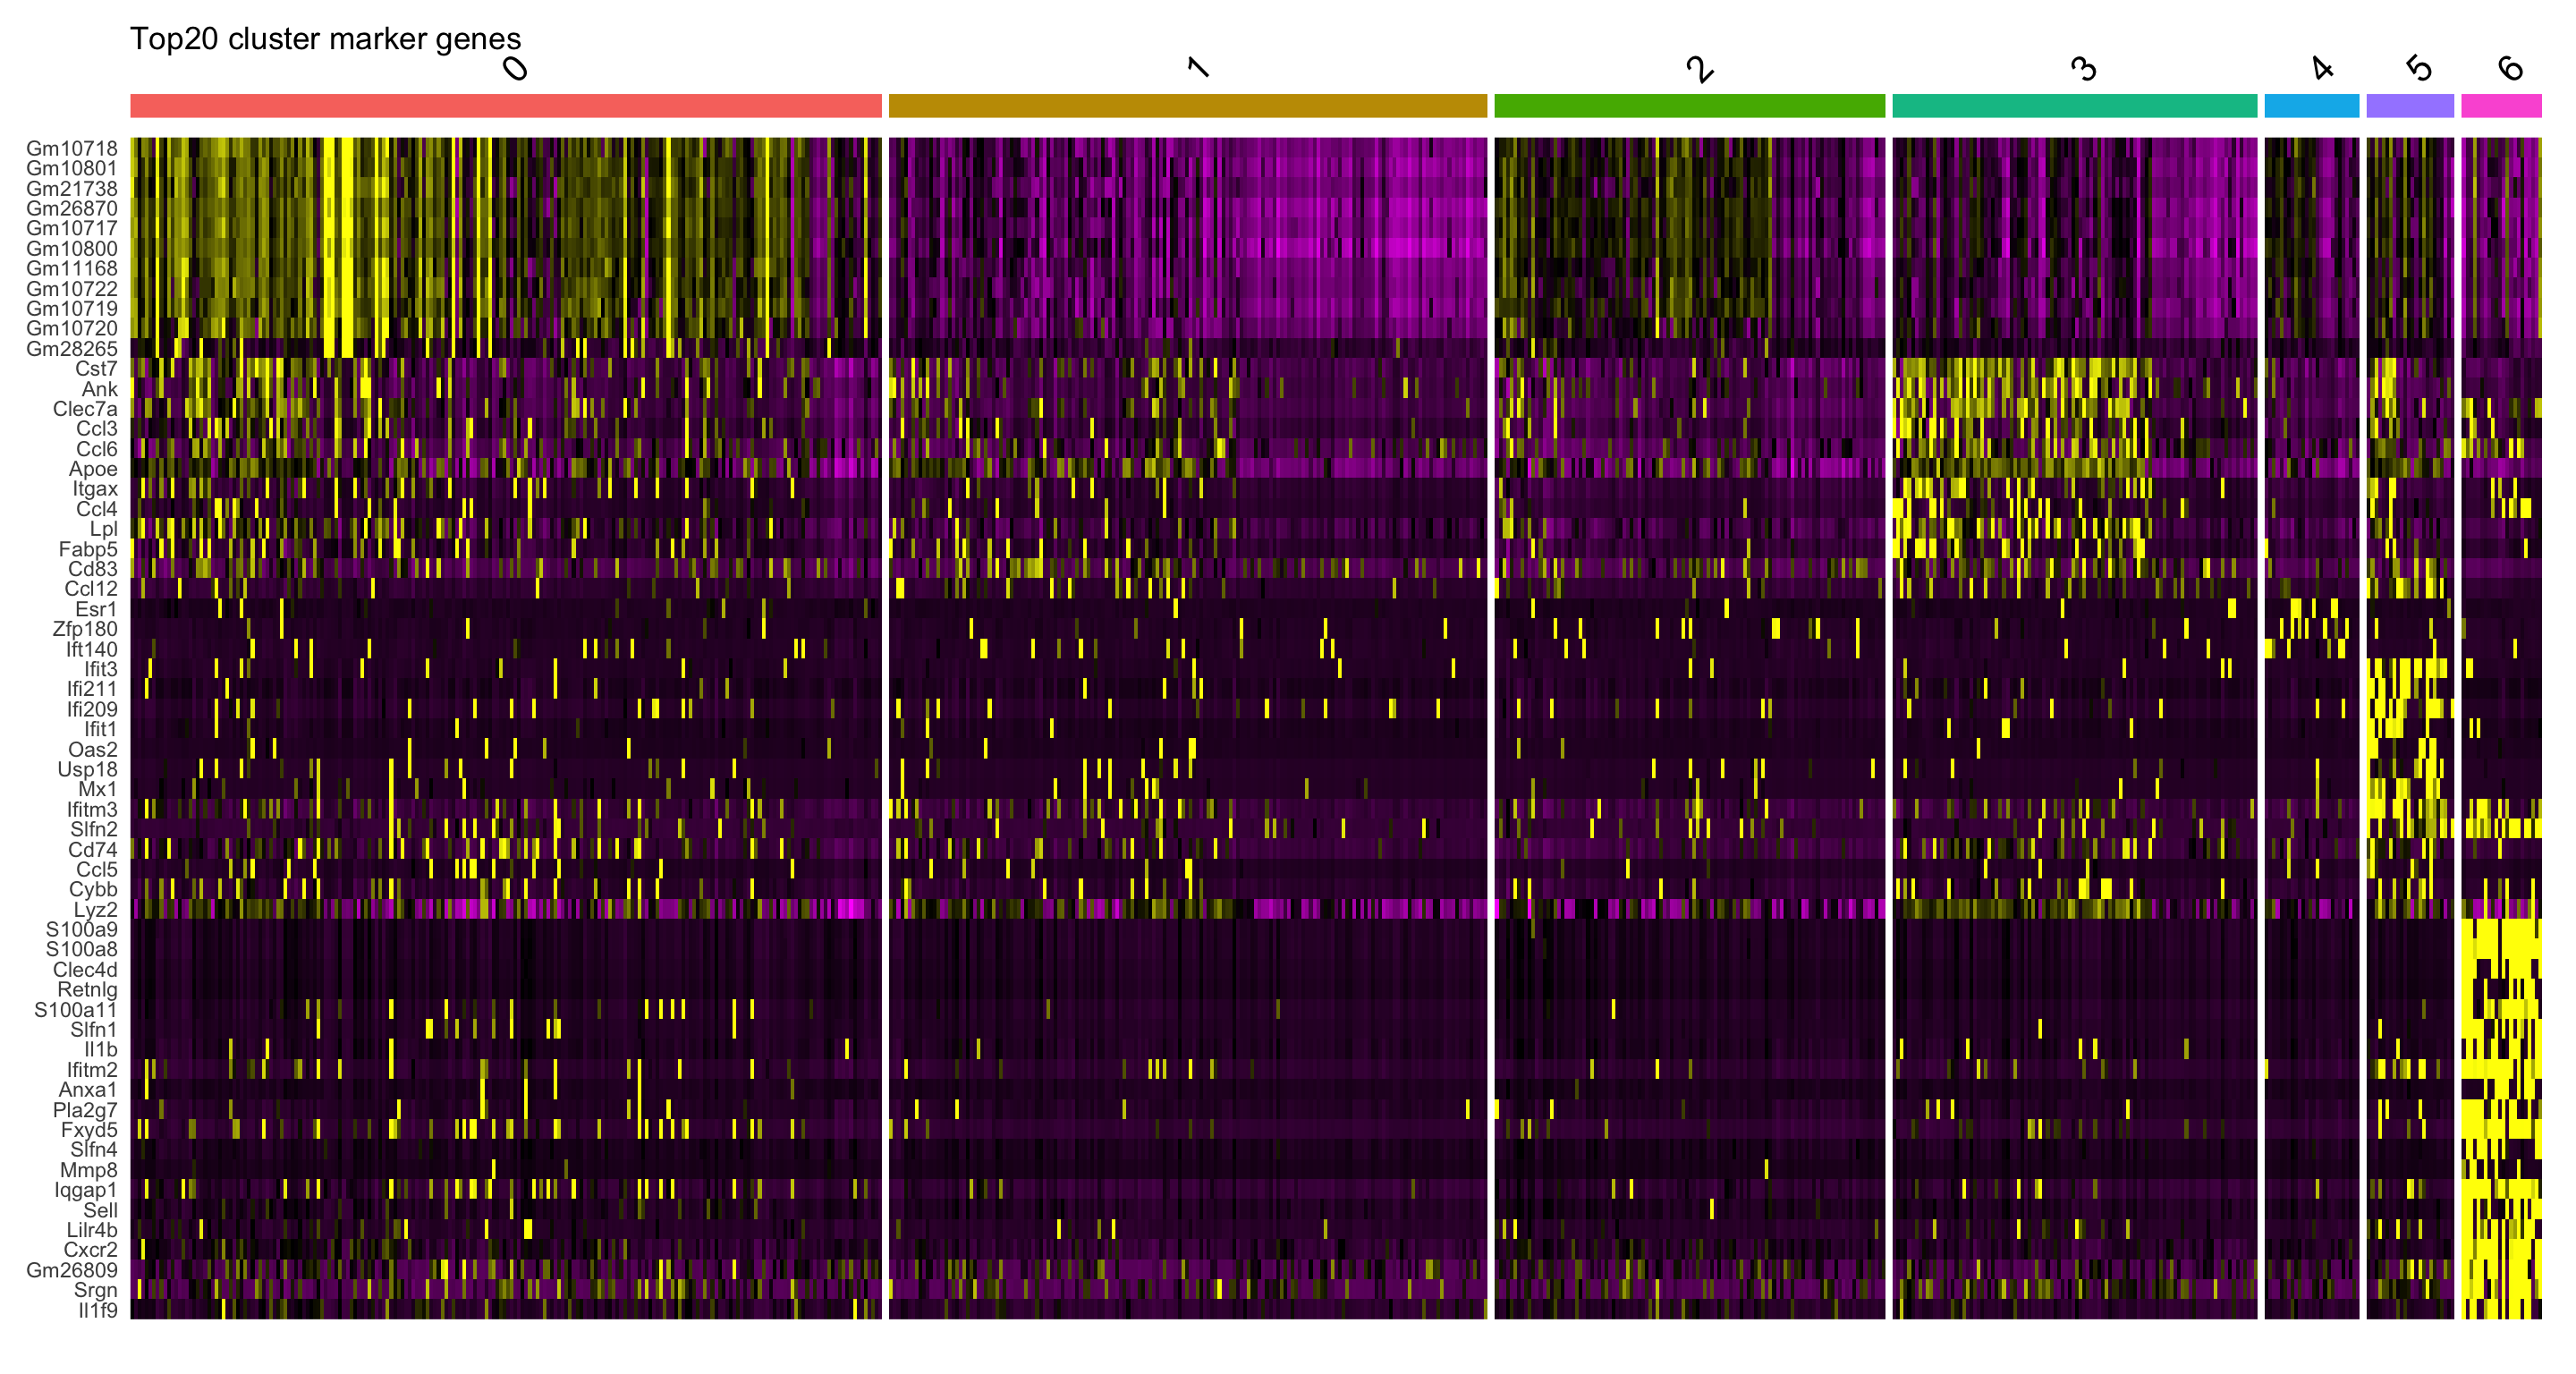 Top20 cluster marker genes
0 1 2 3 4 5 6
Gm10718
Gm10801
Gm21738
Gm26870
Gm10717
Gm10800
Gm11168
Gm10722
Gm10719
Gm10720
Gm28265
Cst7
Ank
Clec7a
Ccl3
Ccl6
Apoe
Itgax
Ccl4
Lpl
Fabp5
Cd83
Ccl12
Esr1
Zfp180
Ift140
Ifit3
Ifi211
Ifi209
Ifit1
Oas2
Usp18
Mx1
Ifitm3
Slfn2
Cd74
Ccl5
Cybb
Lyz2
S100a9
S100a8
Clec4d
Retnlg
S100a11
Slfn1
Il1b
Ifitm2
Anxa1
Pla2g7
Fxyd5
Slfn4
Mmp8
Iqgap1
Sell
Lilr4b
Cxcr2
Gm26809
Srgn
Il1f9